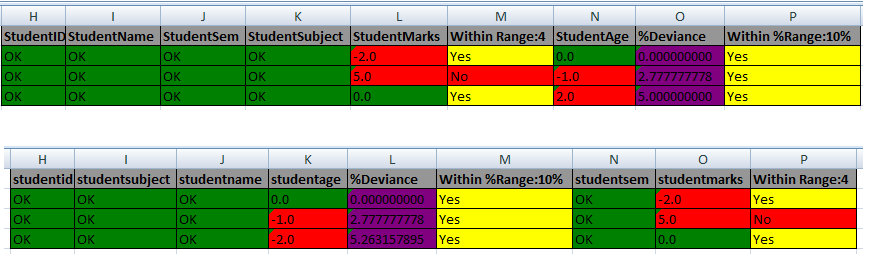 H I J K L M N O P
StudentID StudentName StudentSem StudentSubject StudentMarks Within Range:4 StudentAge %Deviance Within %Range:10%
OK OK OK OK -2.0 Yes 0.0 0.000000000 Yes
OK OK OK OK 5.0 No -1.0 2.777777778 Yes
OK OK OK OK 0.0 Yes 2.0 5.000000000 Yes
H I J K L M N O P
studentid studentsubject studentname studentage %Deviance Within %Range:10% studentsem studentmarks Within Range:4
OK OK OK 0.0 0.000000000 Yes OK -2.0 Yes
OK OK OK -1.0 2.777777778 Yes OK 5.0 No
OK OK OK -2.0 5.263157895 Yes OK 0.0 Yes